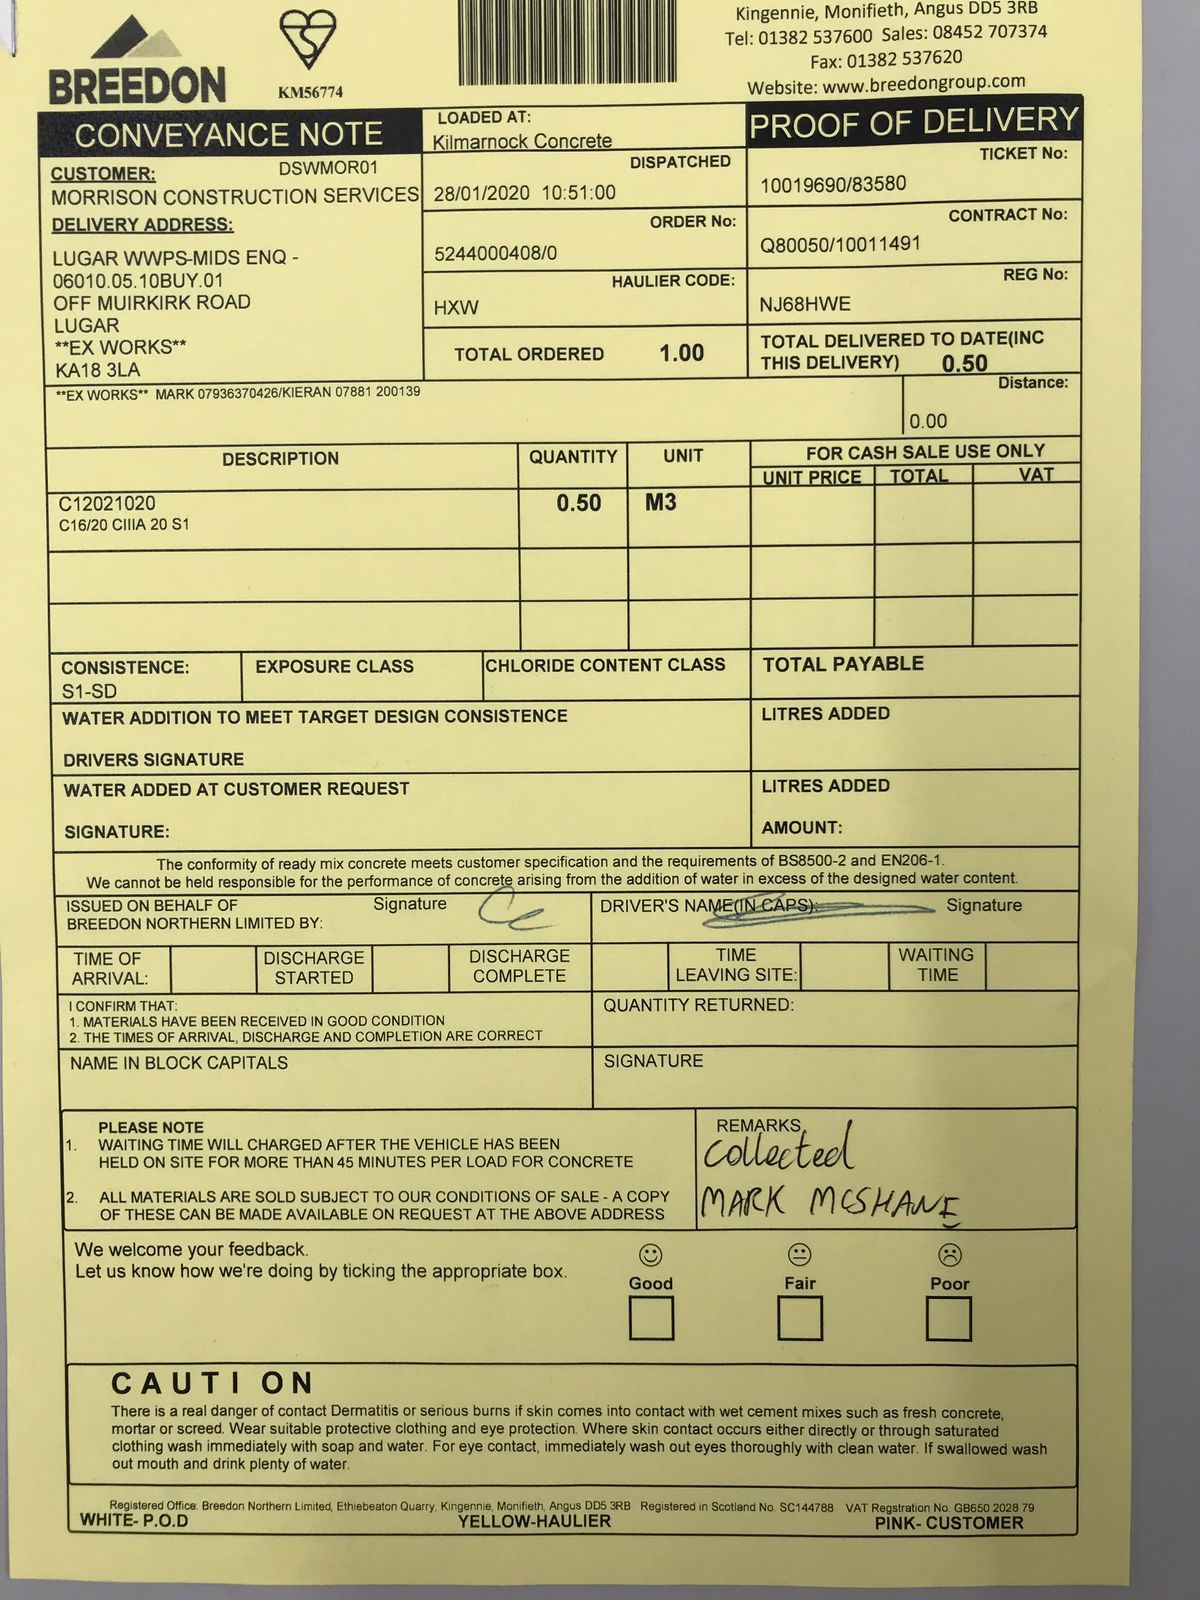 Kingennie, Monifieth, Angus DD5 3RB
Tel: 01382 537600 Sales: 08452 707374
Fax: 01382 537620
Website: www.breedongroup.com
BREEDON
KM56774
CONVEYANCE NOTE
LOADED AT:
Kilmarnock Concrete
PROOF OF DELIVERY
CUSTOMER: DSWMOR01
MORRISON CONSTRUCTION SERVICES
DISPATCHED
28/01/2020 10:51:00
TICKET No:
10019690/83580
DELIVERY ADDRESS:
LUGAR WWPS-MIDS ENQ -
06010.05.10BUY.01
OFF MUIRKIRK ROAD
LUGAR
**EX WORKS**
KA18 3LA
ORDER No:
5244000408/0
CONTRACT No:
Q80050/10011491
HAULIER CODE:
HXW
REG No:
NJ68HWE
TOTAL ORDERED 1.00
TOTAL DELIVERED TO DATE(INC
THIS DELIVERY) 0.50
**EX WORKS** MARK 07936370426/KIERAN 07881 200139
Distance:
0.00
DESCRIPTION QUANTITY UNIT FOR CASH SALE USE ONLY
UNIT PRICE TOTAL VAT
C12021020 0.50 M3
C16/20 CIIIA 20 S1
CONSISTENCE: EXPOSURE CLASS CHLORIDE CONTENT CLASS TOTAL PAYABLE
S1-SD
WATER ADDITION TO MEET TARGET DESIGN CONSISTENCE LITRES ADDED
DRIVERS SIGNATURE
WATER ADDED AT CUSTOMER REQUEST LITRES ADDED
SIGNATURE: AMOUNT:
The conformity of ready mix concrete meets customer specification and the requirements of BS8500-2 and EN206-1.
We cannot be held responsible for the performance of concrete arising from the addition of water in excess of the designed water content.
ISSUED ON BEHALF OF Signature
BREEDON NORTHERN LIMITED BY:
DRIVER'S NAME(IN CAPS): Signature
TIME OF
ARRIVAL:
DISCHARGE
STARTED
DISCHARGE
COMPLETE
TIME
LEAVING SITE:
WAITING
TIME
I CONFIRM THAT:
1. MATERIALS HAVE BEEN RECEIVED IN GOOD CONDITION
2. THE TIMES OF ARRIVAL, DISCHARGE AND COMPLETION ARE CORRECT
QUANTITY RETURNED:
NAME IN BLOCK CAPITALS
SIGNATURE
PLEASE NOTE
1. WAITING TIME WILL CHARGED AFTER THE VEHICLE HAS BEEN
HELD ON SITE FOR MORE THAN 45 MINUTES PER LOAD FOR CONCRETE
2. ALL MATERIALS ARE SOLD SUBJECT TO OUR CONDITIONS OF SALE - A COPY
OF THESE CAN BE MADE AVAILABLE ON REQUEST AT THE ABOVE ADDRESS
REMARKS
Collected
MARK MCSHANE
We welcome your feedback.
Let us know how we're doing by ticking the appropriate box.
Good Fair Poor
CAUTION
There is a real danger of contact Dermatitis or serious burns if skin comes into contact with wet cement mixes such as fresh concrete,
mortar or screed. Wear suitable protective clothing and eye protection. Where skin contact occurs either directly or through saturated
clothing wash immediately with soap and water. For eye contact, immediately wash out eyes thoroughly with clean water. If swallowed wash
out mouth and drink plenty of water.
Registered Office: Breedon Northern Limited, Ethiebeaton Quarry, Kingennie, Monifieth, Angus DD5 3RB Registered in Scotland No. SC144788 VAT Regstration No. GB650 2028 79
WHITE- P.O.D YELLOW-HAULIER PINK- CUSTOMER